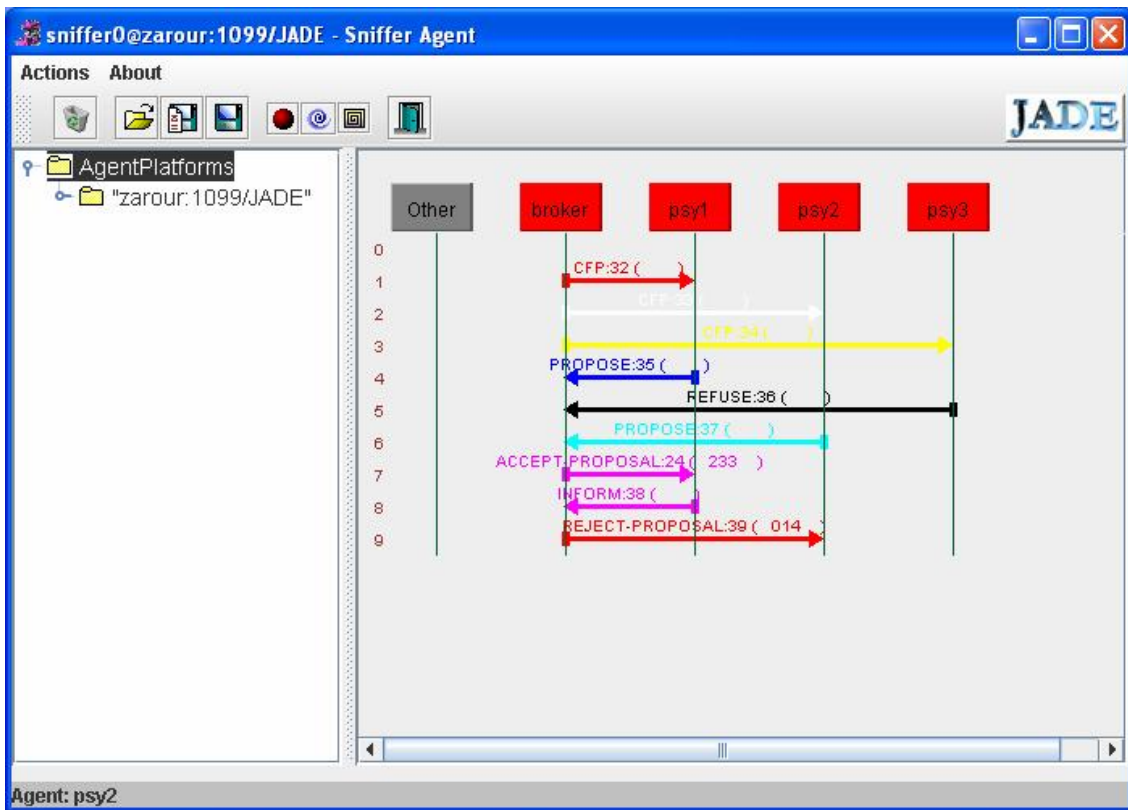 sniffer0@zarour:1099/JADE - Sniffer Agent
Actions About
JADE
AgentPlatforms
"zarour:1099/JADE"
Other broker psy1 psy2 psy3
0
CFP:32 ( )
1
CFP:33 ( )
2
CFP:34 ( )
3
PROPOSE:35 ( )
4
REFUSE:36 ( )
5
PROPOSE:37 ( )
6
ACCEPT-PROPOSAL:24 ( 233 )
7
INFORM:38 ( )
8
REJECT-PROPOSAL:39 ( 014 )
9
Agent: psy2